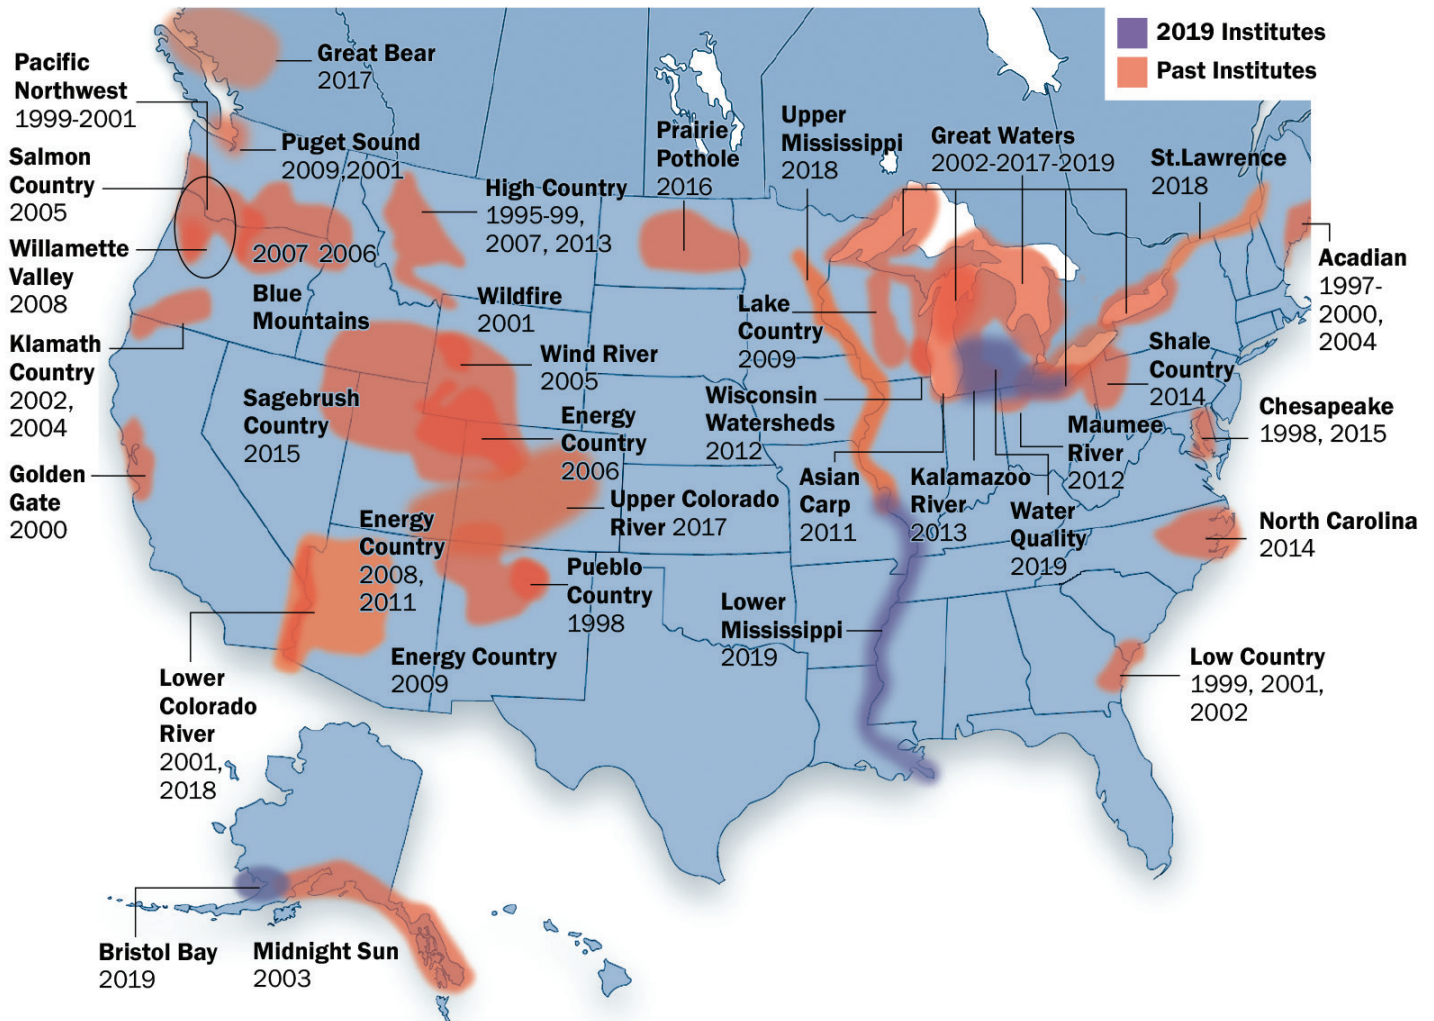 2019 Institutes
Past Institutes
Pacific
Northwest
1999-2001
Great Bear
2017
Puget Sound
2009,2001
Salmon
Country
2005
Willamette
Valley
2008
2007 2006
Blue
Mountains
Klamath
Country
2002,
2004
Golden
Gate
2000
High Country
1995-99,
2007, 2013
Wildfire
2001
Wind River
2005
Sagebrush
Country
2015
Energy
Country
2006
Upper Colorado
River 2017
Energy
Country
2008,
2011
Pueblo
Country
1998
Energy Country
2009
Lower
Colorado
River
2001,
2018
Prairie
Pothole
2016
Upper
Mississippi
2018
Great Waters
2002-2017-2019
St.Lawrence
2018
Acadian
1997-
2000,
2004
Lake
Country
2009
Wisconsin
Watersheds
2012
Asian
Carp
2011
Kalamazoo
River
2013
Water
Quality
2019
Maumee
River
2012
Shale
Country
2014
Chesapeake
1998, 2015
North Carolina
2014
Lower
Mississippi
2019
Low Country
1999, 2001,
2002
Bristol Bay
2019
Midnight Sun
2003